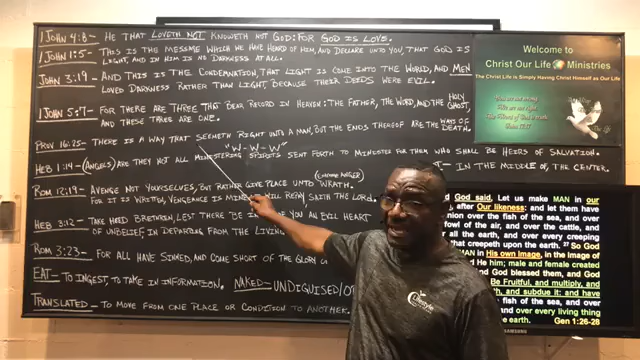 1 JOHN 4:8 - HE THAT LOVETH NOT KNOWETH NOT GOD: FOR GOD IS LOVE.
1 JOHN 1:5 - THIS IS THE MESSAGE WHICH WE HAVE HEARD OF HIM, AND DECLARE UNTO YOU, THAT GOD IS
LIGHT, AND IN HIM IS NO DARKNESS AT ALL.
JOHN 3:19 - AND THIS IS THE CONDEMNATION, THAT LIGHT IS COME INTO THE WORLD, AND MEN
LOVED DARKNESS RATHER THAN LIGHT, BECAUSE THEIR DEEDS WERE EVIL.
1 JOHN 5:7 - FOR THERE ARE THREE THAT BEAR RECORD IN HEAVEN: THE FATHER, THE WORD, AND THE HOLY GHOST,
AND THESE THREE ARE ONE.
PROV 16:25 - THERE IS A WAY THAT SEEMETH RIGHT UNTO A MAN, BUT THE ENDS THEREOF ARE THE WAYS OF DEATH.
"W - W - W"
HEB 1:14 - (ANGELS) ARE THEY NOT ALL MINISTERING SPIRITS SENT FORTH TO MINISTER FOR THEM WHO SHALL BE HEIRS OF SALVATION.
ROM 12:19 - AVENGE NOT YOURSELVES, BUT RATHER GIVE PLACE UNTO WRATH.
FOR IT IS WRITTEN, VENGEANCE IS MINE I WILL REPAY SAITH THE LORD.
HEB 3:12 - TAKE HEED BRETHREN, LEST THERE BE IN OF YOU AN EVIL HEART
OF UNBELIEF IN DEPARTING FROM THE LIVING
ROM 3:23 - FOR ALL HAVE SINNED, AND COME SHORT OF THE GLORY OF
EAT - TO INGEST, TO TAKE IN INFORMATION. NAKED - UNDIGUISED/
TRANSLATED - TO MOVE FROM ONE PLACE OR CONDITION TO ANOTHER.
T - IN THE MIDDLE OF, THE CENTER.
Welcome to
Christ Our Life Ministries
The Christ Life is Simply Having Christ Himself as Our Life
God said, Let us make MAN in our
after Our likeness: and let them have
nion over the fish of the sea, and over
owl of the air, and over the cattle,
all the earth, and over every creeping
that creepeth upon the earth. 27 So God
MAN in His own image, in the Image of
He him; male and female created
nd God blessed them, and God
Be Fruitful, and multiply, and
h, and subdue it: and have
fish of the sea, and over
over every living thing
he earth. Gen 1:26-28
SAMSUNG